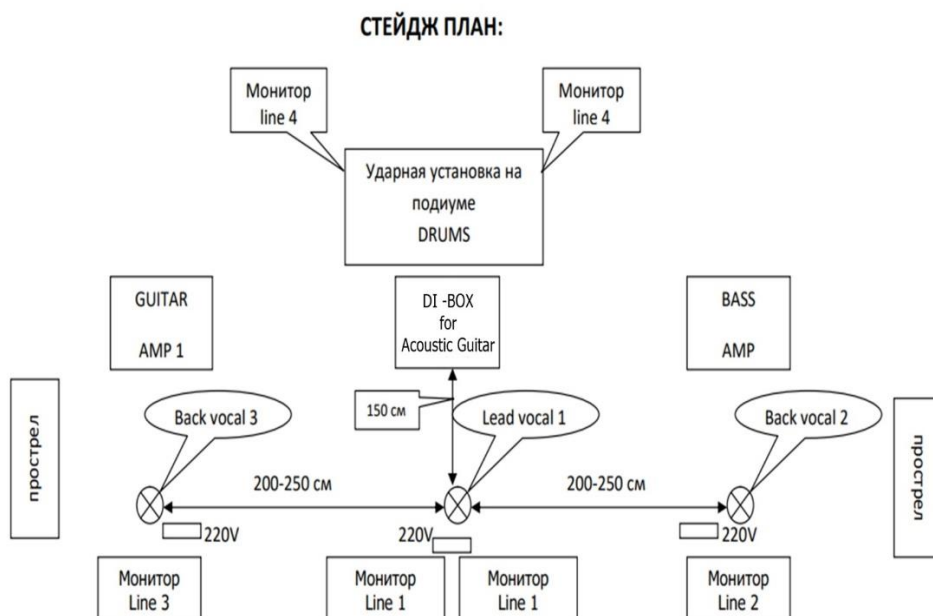 СТЕЙДЖ ПЛАН:
Монитор
line 4
Монитор
line 4
Ударная установка на
подиуме
DRUMS
GUITAR
AMP 1
DI -BOX
for
Acoustic Guitar
BASS
AMP
прострел
Back vocal 3
150 см
Lead vocal 1
Back vocal 2
прострел
200-250 см
200-250 см
220V
220V
220V
Монитор
Line 3
Монитор
Line 1
Монитор
Line 1
Монитор
Line 2